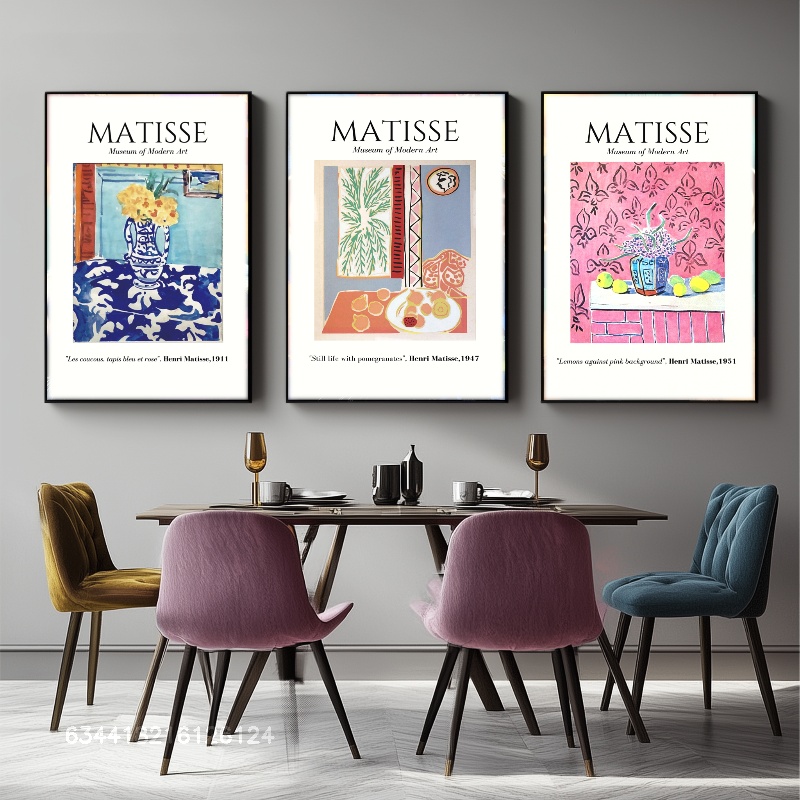 MATISSE
Museum of Modern Art
"Les coucous, tapis bleu et rose". Henri Matisse,1911
MATISSE
Museum of Modern Art
"Still life with pomegranates". Henri Matisse,1947
MATISSE
Museum of Modern Art
"Lemons against pink background". Henri Matisse,1951